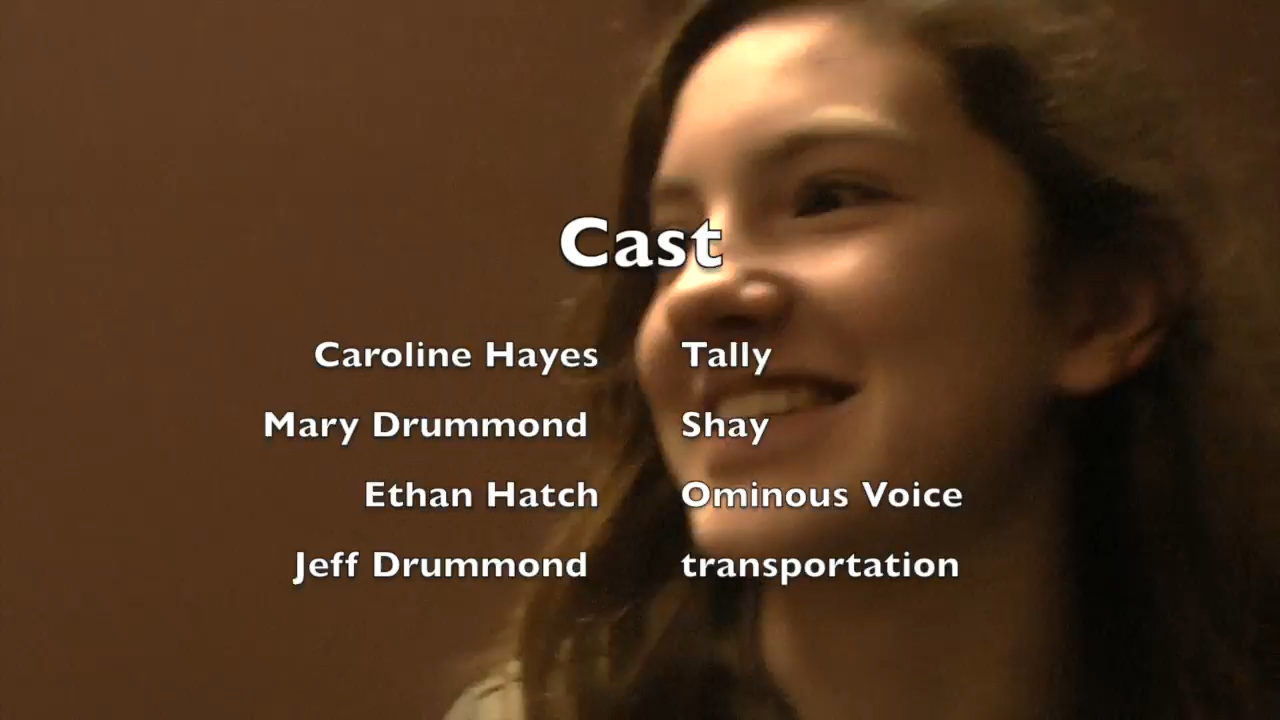 Cast
Caroline Hayes Tally
Mary Drummond Shay
Ethan Hatch Ominous Voice
Jeff Drummond transportation